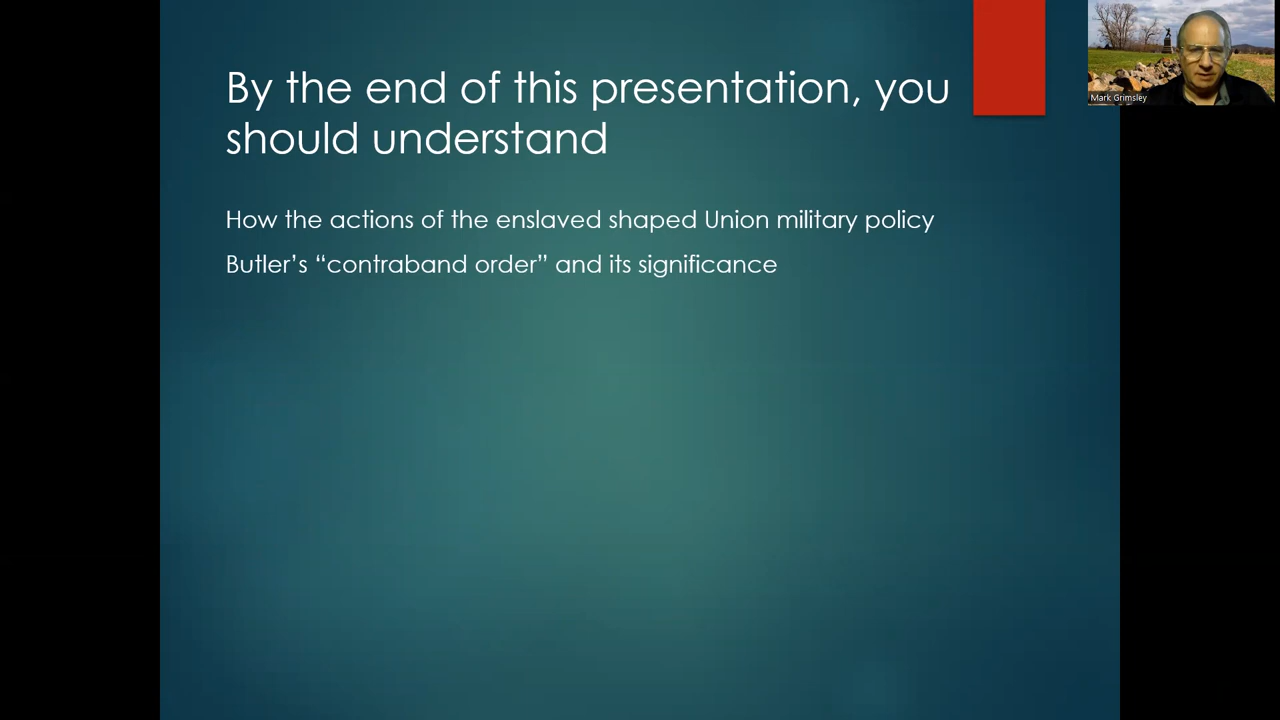 By the end of this presentation, you
should understand
How the actions of the enslaved shaped Union military policy
Butler’s “contraband order” and its significance
Mark Grimsley